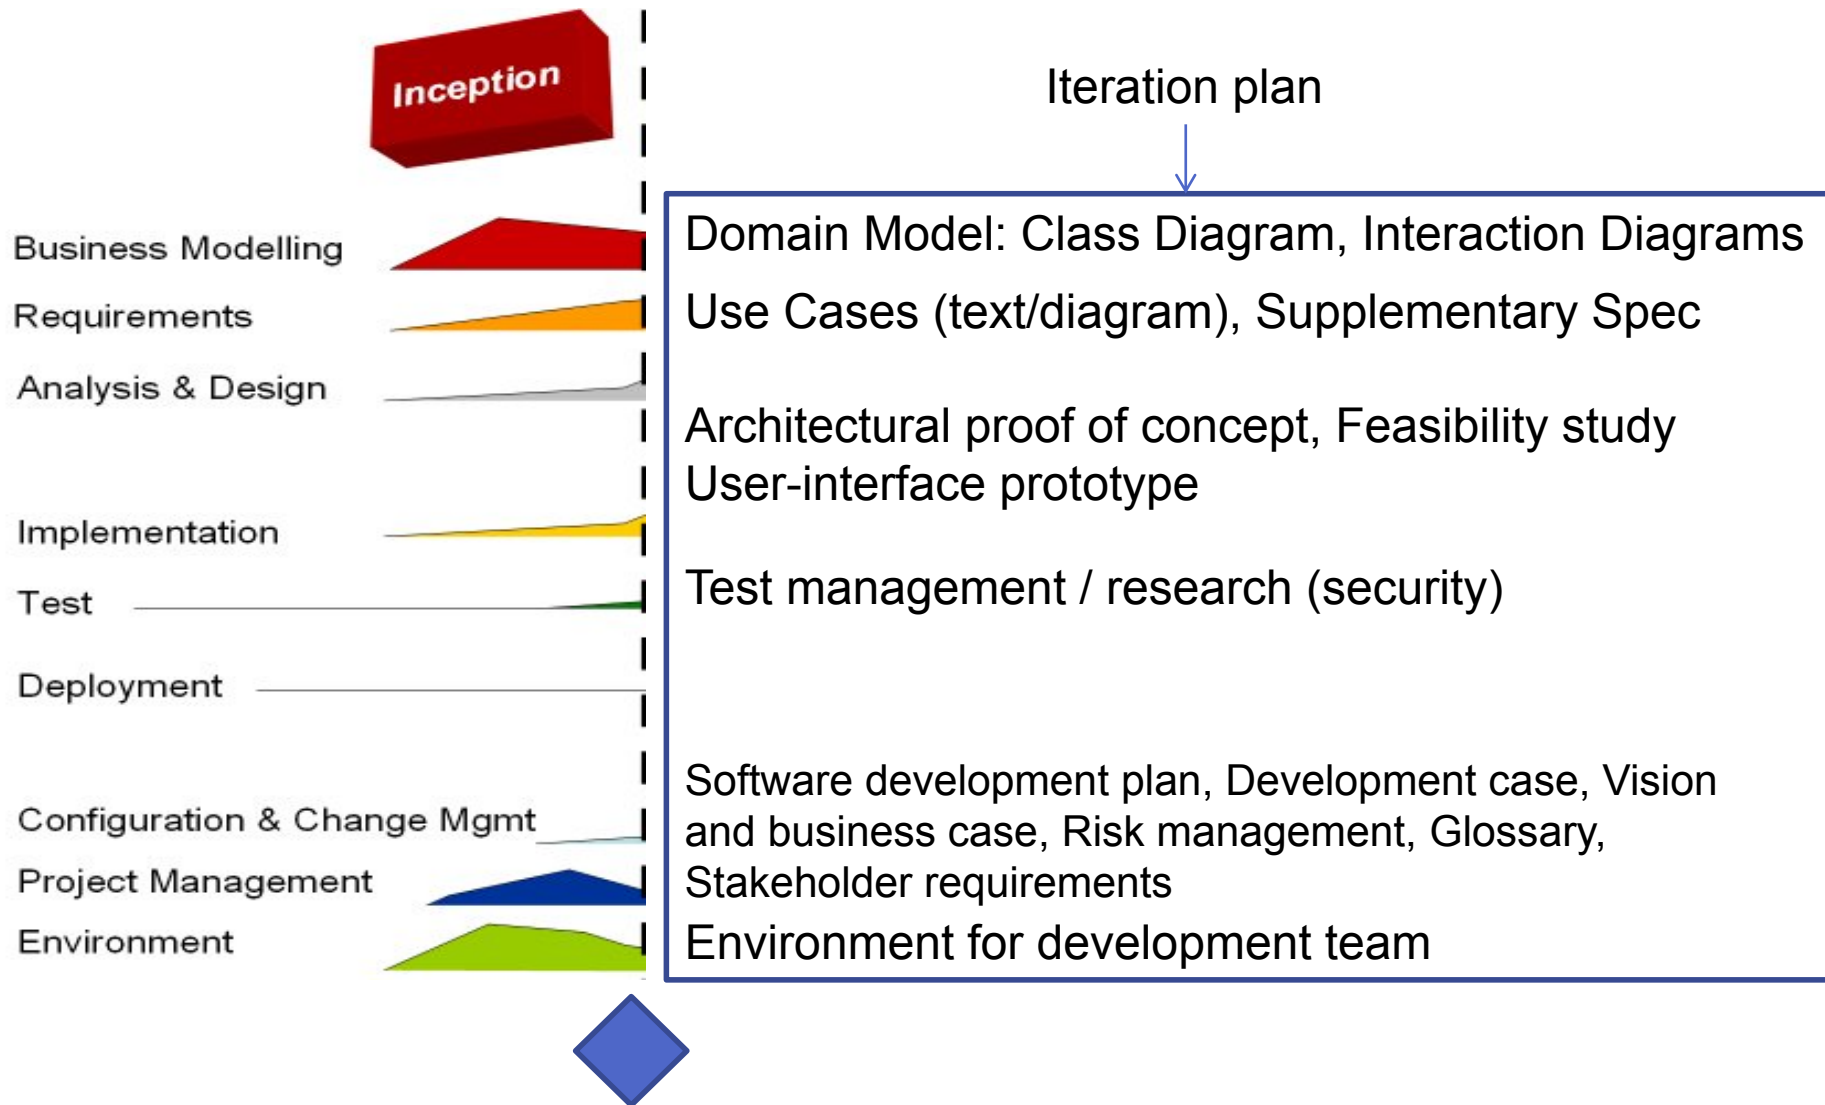 Inception
Iteration plan
Business Modelling
Domain Model: Class Diagram, Interaction Diagrams
Requirements
Use Cases (text/diagram), Supplementary Spec
Analysis & Design
Architectural proof of concept, Feasibility study
User-interface prototype
Implementation
Test
Test management / research (security)
Deployment
Configuration & Change Mgmt
Software development plan, Development case, Vision
and business case, Risk management, Glossary,
Stakeholder requirements
Project Management
Environment
Environment for development team